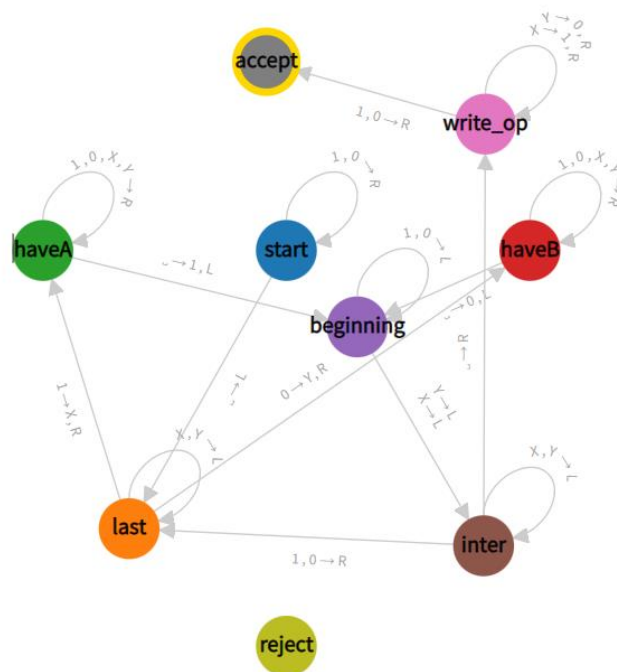 Y→0,R
X→1,R
accept
1,0→R
write_op
1,0,X,Y→R
1,0→R
1,0,X,Y→R
haveA
start
1,0→L
haveB
␣→1,L
␣→0,L
beginning
␣→R
␣→L
0→Y,R
Y→L
X→L
1→X,R
X,Y→L
X,Y→L
last
1,0→R
inter
reject